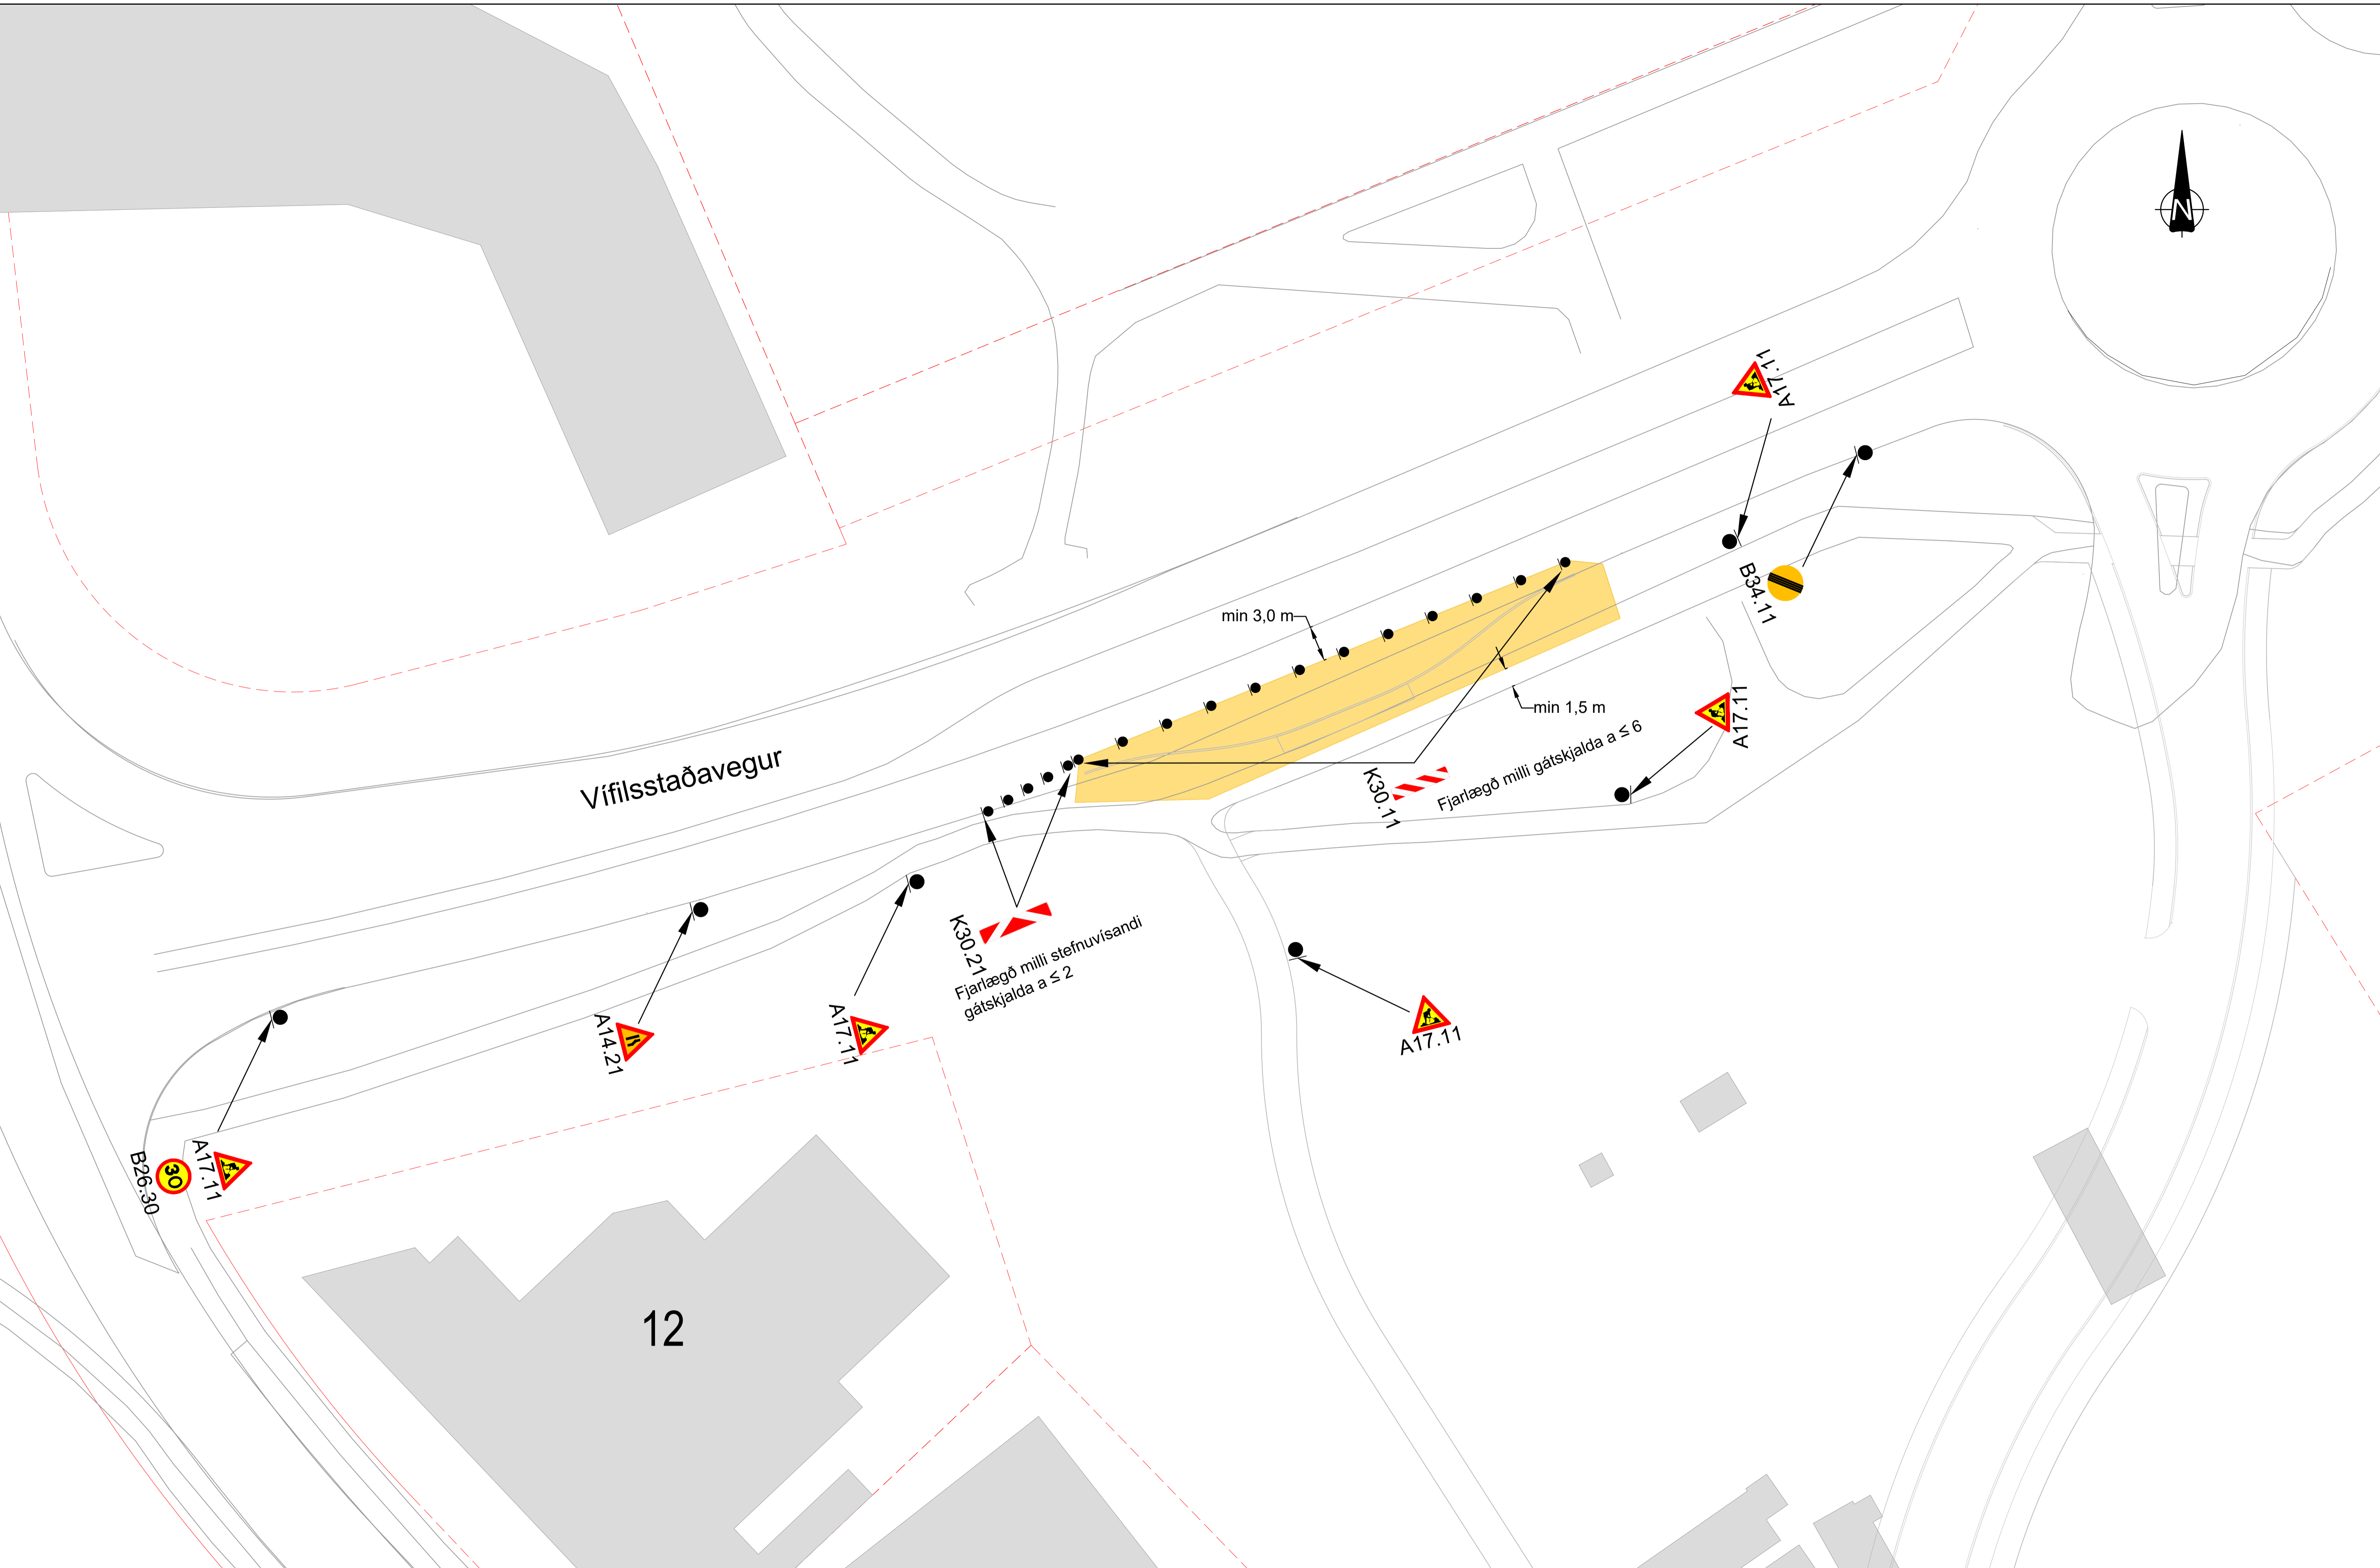 N
A17.11
min 3,0 m
B34.11
min 1,5 m
A17.11
Fjarlægð milli gátskjalda a ≤ 6
K30.11
Vífilsstaðavegur
K30.21
Fjarlægð milli stefnuvísandi
gátskjalda a ≤ 2
A14.21
A17.11
A17.11
B26.30
30
A17.11
12